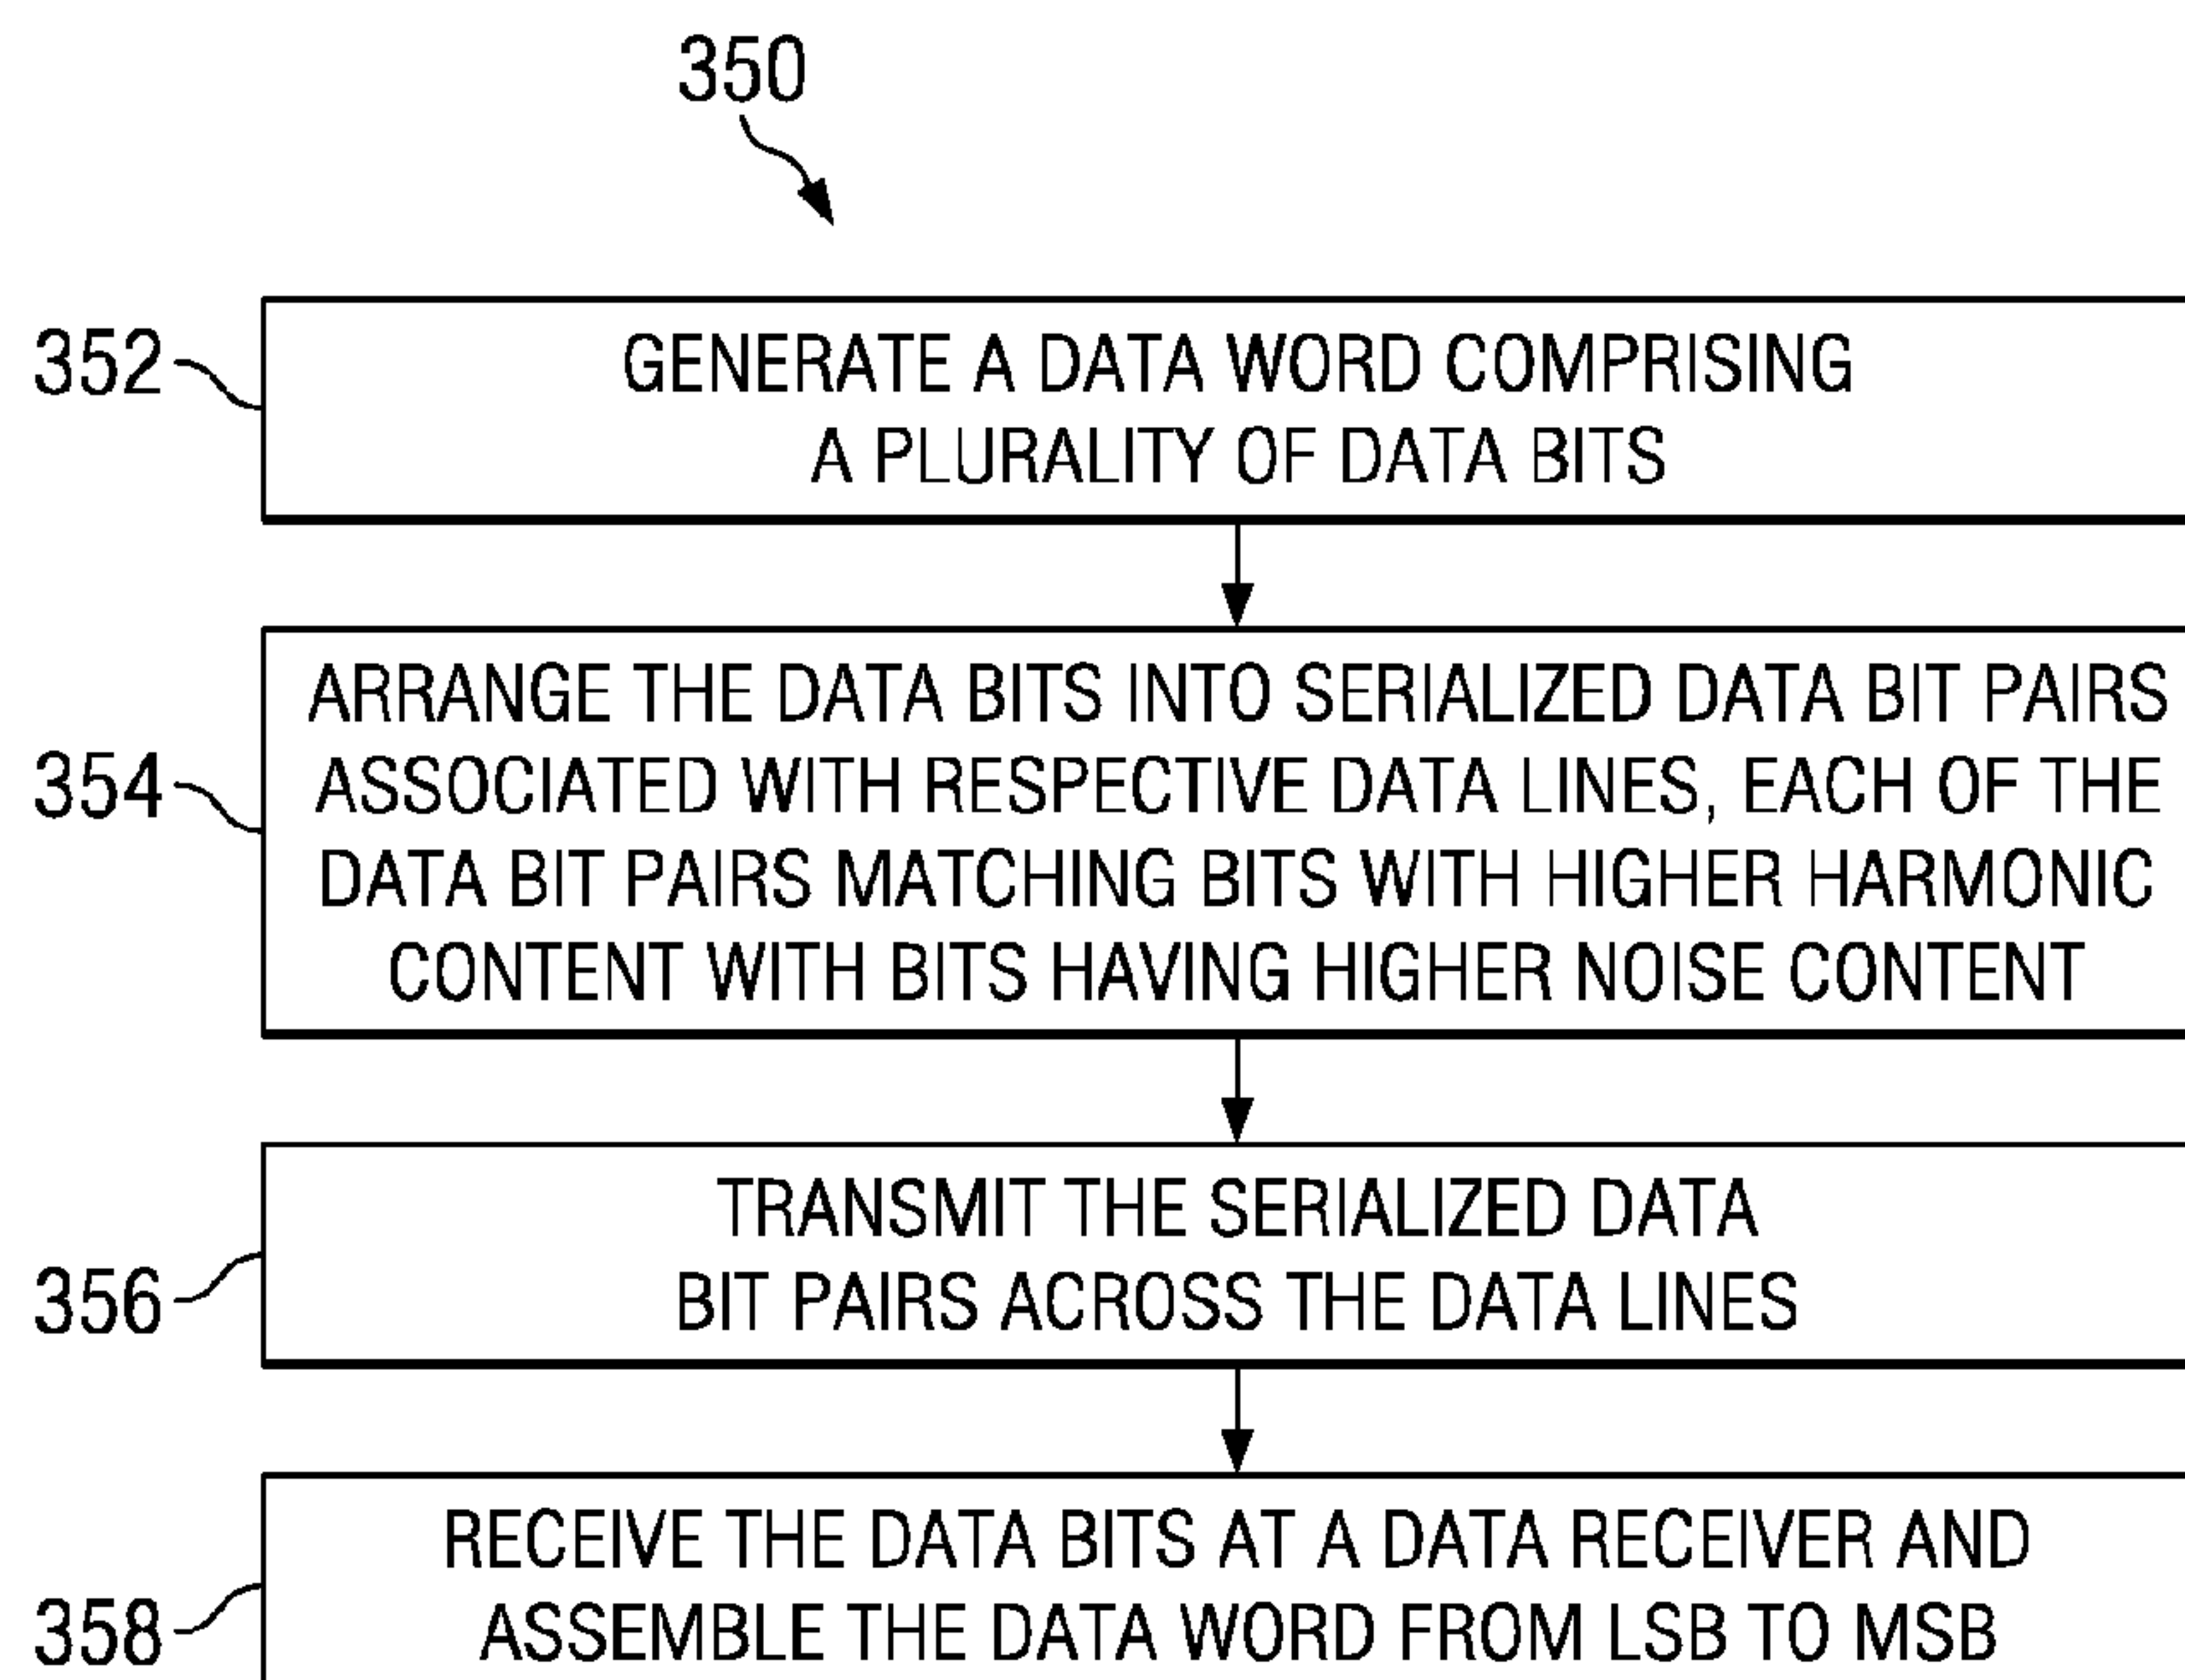 350
352
GENERATE A DATA WORD COMPRISING
A PLURALITY OF DATA BITS
354
ARRANGE THE DATA BITS INTO SERIALIZED DATA BIT PAIRS
ASSOCIATED WITH RESPECTIVE DATA LINES, EACH OF THE
DATA BIT PAIRS MATCHING BITS WITH HIGHER HARMONIC
CONTENT WITH BITS HAVING HIGHER NOISE CONTENT
356
TRANSMIT THE SERIALIZED DATA
BIT PAIRS ACROSS THE DATA LINES
358
RECEIVE THE DATA BITS AT A DATA RECEIVER AND
ASSEMBLE THE DATA WORD FROM LSB TO MSB